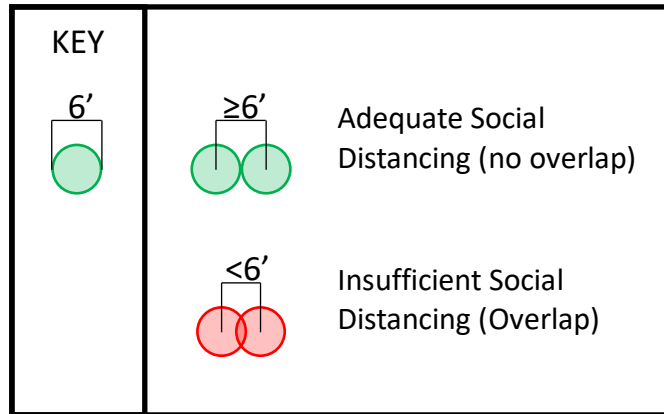 KEY
6’
≥6’
Adequate Social
Distancing (no overlap)
<6’
Insufficient Social
Distancing (Overlap)